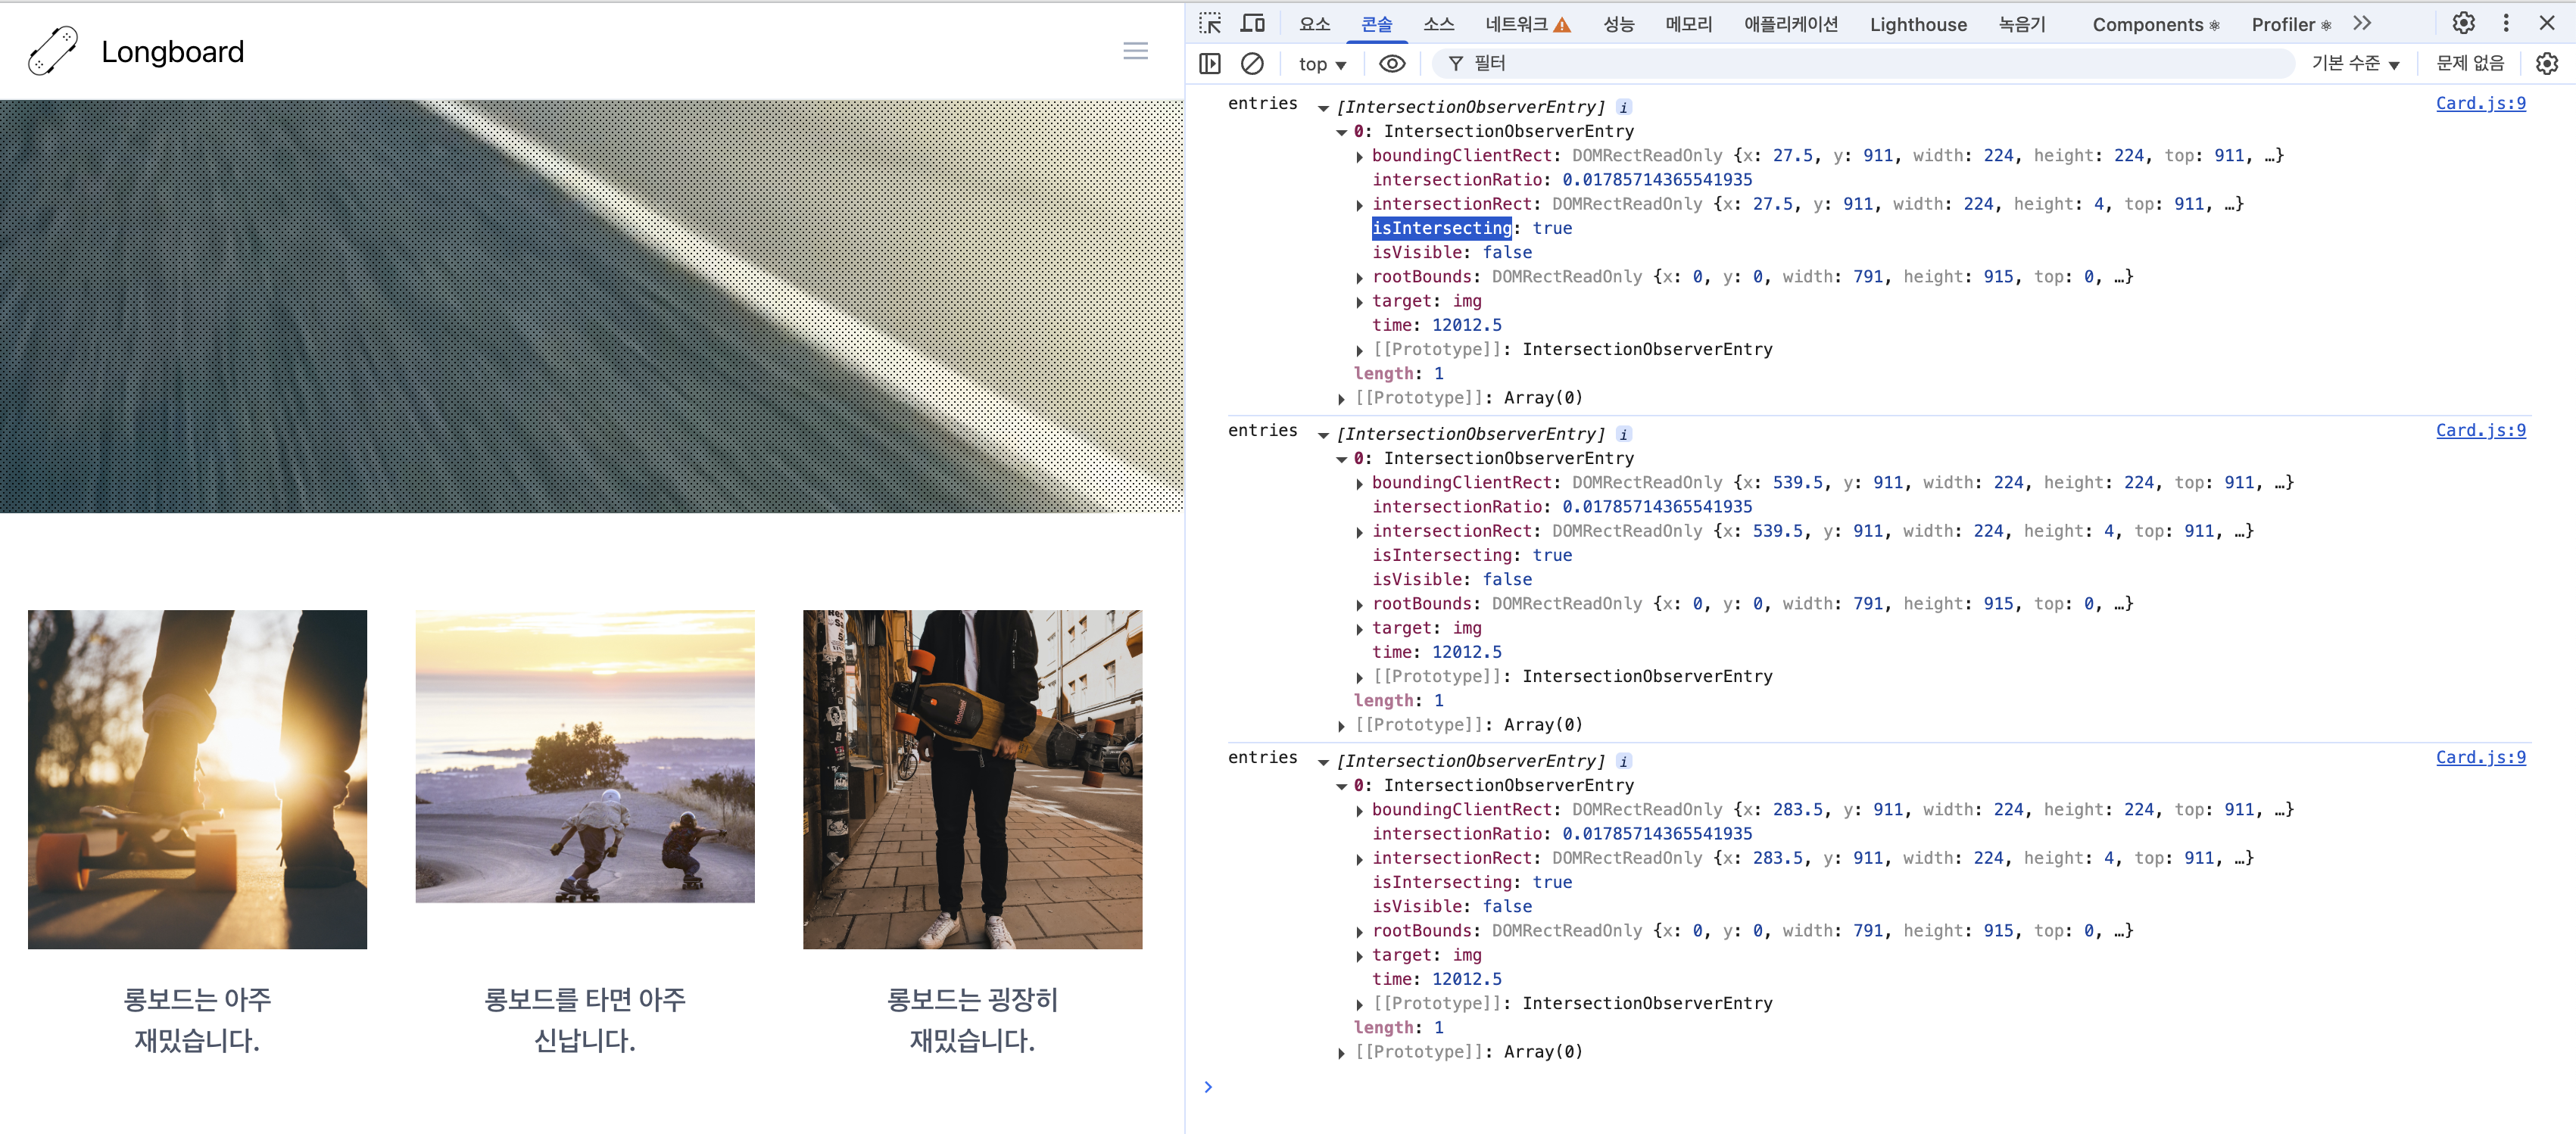 Longboard
롱보드는 아주
재밌습니다.
롱보드를 타면 아주
신납니다.
롱보드는 굉장히
재밌습니다.
요소 콘솔 소스 네트워크 성능 메모리 애플리케이션 Lighthouse 녹음기 Components Profiler
top 필터 기본 수준 문제 없음
entries [IntersectionObserverEntry] i Card.js:9
0: IntersectionObserverEntry
boundingClientRect: DOMRectReadOnly {x: 27.5, y: 911, width: 224, height: 224, top: 911, …}
intersectionRatio: 0.01785714365541935
intersectionRect: DOMRectReadOnly {x: 27.5, y: 911, width: 224, height: 4, top: 911, …}
isIntersecting: true
isVisible: false
rootBounds: DOMRectReadOnly {x: 0, y: 0, width: 791, height: 915, top: 0, …}
target: img
time: 12012.5
[[Prototype]]: IntersectionObserverEntry
length: 1
[[Prototype]]: Array(0)
entries [IntersectionObserverEntry] i Card.js:9
0: IntersectionObserverEntry
boundingClientRect: DOMRectReadOnly {x: 539.5, y: 911, width: 224, height: 224, top: 911, …}
intersectionRatio: 0.01785714365541935
intersectionRect: DOMRectReadOnly {x: 539.5, y: 911, width: 224, height: 4, top: 911, …}
isIntersecting: true
isVisible: false
rootBounds: DOMRectReadOnly {x: 0, y: 0, width: 791, height: 915, top: 0, …}
target: img
time: 12012.5
[[Prototype]]: IntersectionObserverEntry
length: 1
[[Prototype]]: Array(0)
entries [IntersectionObserverEntry] i Card.js:9
0: IntersectionObserverEntry
boundingClientRect: DOMRectReadOnly {x: 283.5, y: 911, width: 224, height: 224, top: 911, …}
intersectionRatio: 0.01785714365541935
intersectionRect: DOMRectReadOnly {x: 283.5, y: 911, width: 224, height: 4, top: 911, …}
isIntersecting: true
isVisible: false
rootBounds: DOMRectReadOnly {x: 0, y: 0, width: 791, height: 915, top: 0, …}
target: img
time: 12012.5
[[Prototype]]: IntersectionObserverEntry
length: 1
[[Prototype]]: Array(0)